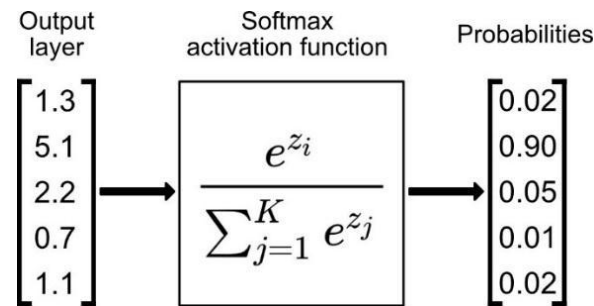 Output
layer
Softmax
activation function
Probabilities
1.3
5.1
2.2
0.7
1.1
e^{z_i}
∑_{j=1}^{K} e^{z_j}
0.02
0.90
0.05
0.01
0.02